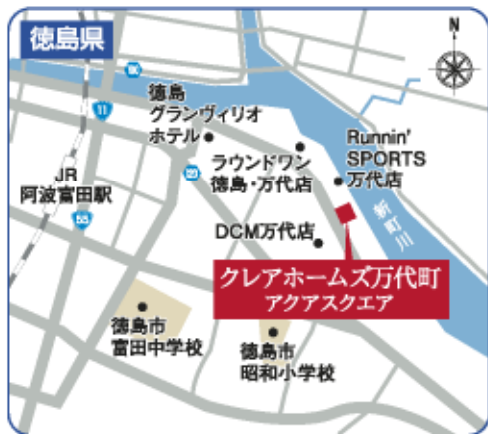 徳島県
N
徳島
グランヴィリオ
ホテル
11
JR
阿波富田駅
55
ラウンドワン
徳島・万代店
Runnin'
SPORTS
万代店
新町川
DCM万代店
クレアホームズ万代町
アクアスクエア
徳島市
富田中学校
徳島市
昭和小学校